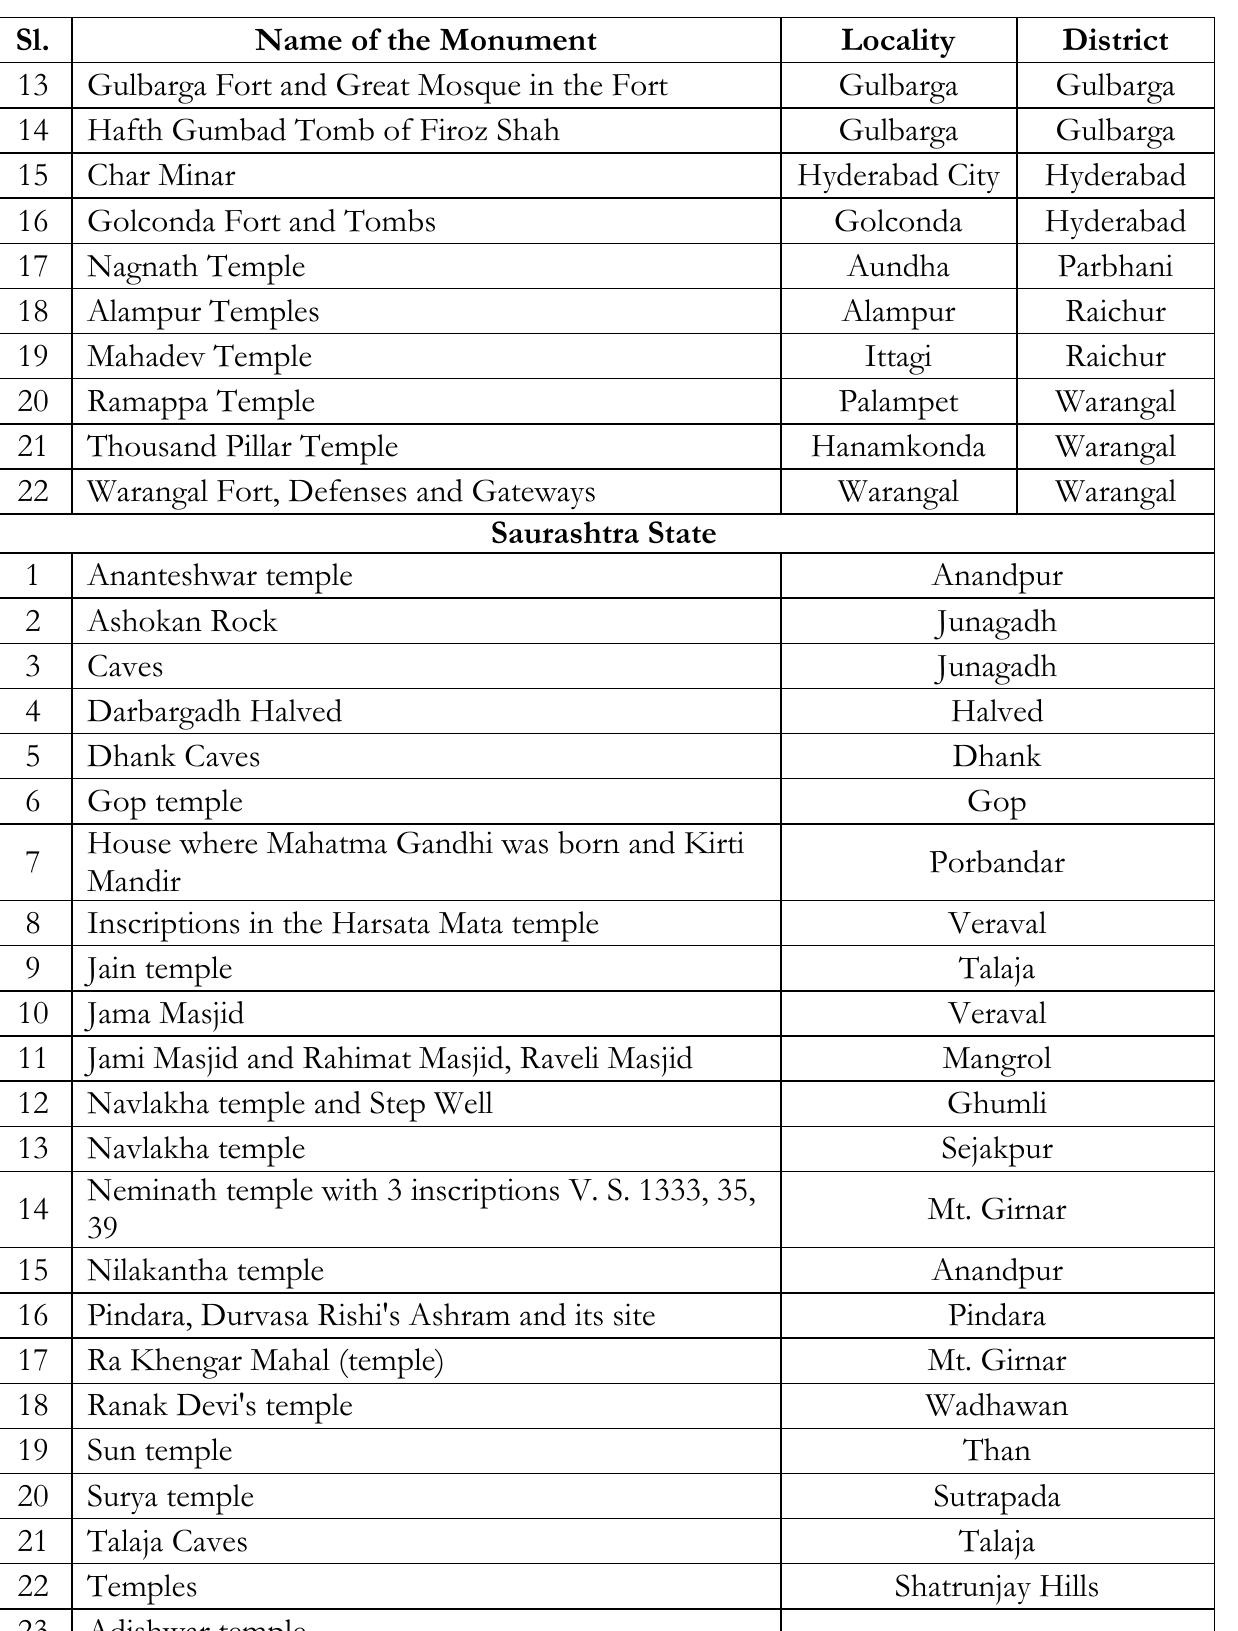 Sl. Name of the Monument Locality District
13 Gulbarga Fort and Great Mosque in the Fort Gulbarga Gulbarga
14 Hafth Gumbad Tomb of Firoz Shah Gulbarga Gulbarga
15 Char Minar Hyderabad City Hyderabad
16 Golconda Fort and Tombs Golconda Hyderabad
17 Nagnath Temple Aundha Parbhani
18 Alampur Temples Alampur Raichur
19 Mahadev Temple Ittagi Raichur
20 Ramappa Temple Palampet Warangal
21 Thousand Pillar Temple Hanamkonda Warangal
22 Warangal Fort, Defenses and Gateways Warangal Warangal
Saurashtra State
1 Ananteshwar temple Anandpur
2 Ashokan Rock Junagadh
3 Caves Junagadh
4 Darbargadh Halved Halved
5 Dhank Caves Dhank
6 Gop temple Gop
7 House where Mahatma Gandhi was born and Kirti
Mandir Porbandar
8 Inscriptions in the Harsata Mata temple Veraval
9 Jain temple Talaja
10 Jama Masjid Veraval
11 Jami Masjid and Rahimat Masjid, Raveli Masjid Mangrol
12 Navlakha temple and Step Well Ghumli
13 Navlakha temple Sejakpur
14 Neminath temple with 3 inscriptions V. S. 1333, 35,
39 Mt. Girnar
15 Nilakantha temple Anandpur
16 Pindara, Durvasa Rishi's Ashram and its site Pindara
17 Ra Khengar Mahal (temple) Mt. Girnar
18 Ranak Devi's temple Wadhawan
19 Sun temple Than
20 Surya temple Sutrapada
21 Talaja Caves Talaja
22 Temples Shatrunjay Hills
23 Adishwar temple